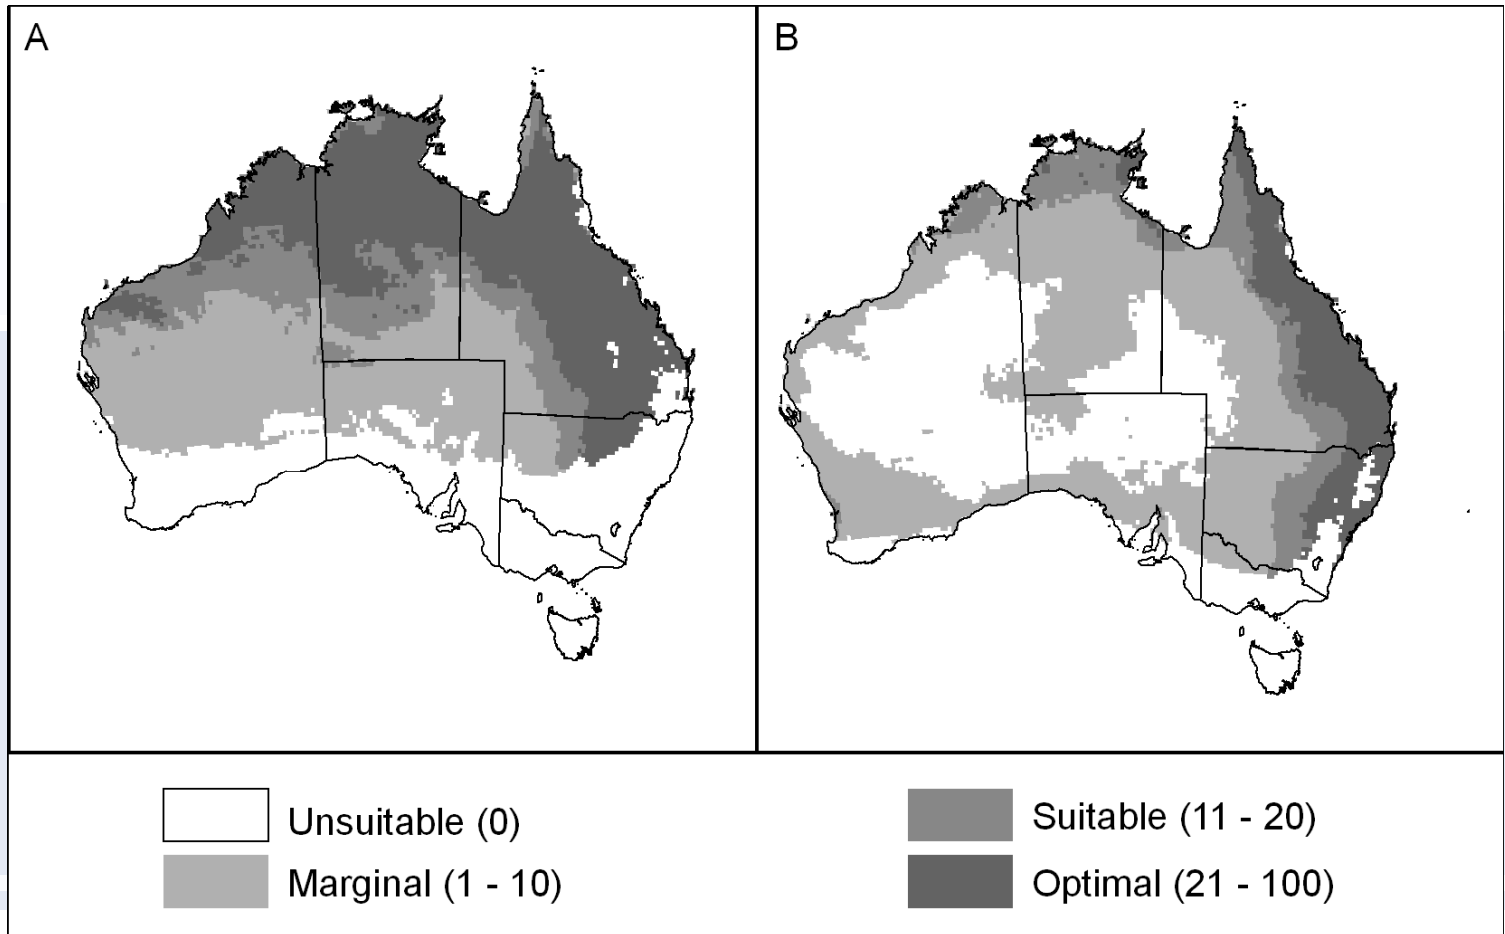 A
B
Unsuitable (0)
Marginal (1 - 10)
Suitable (11 - 20)
Optimal (21 - 100)